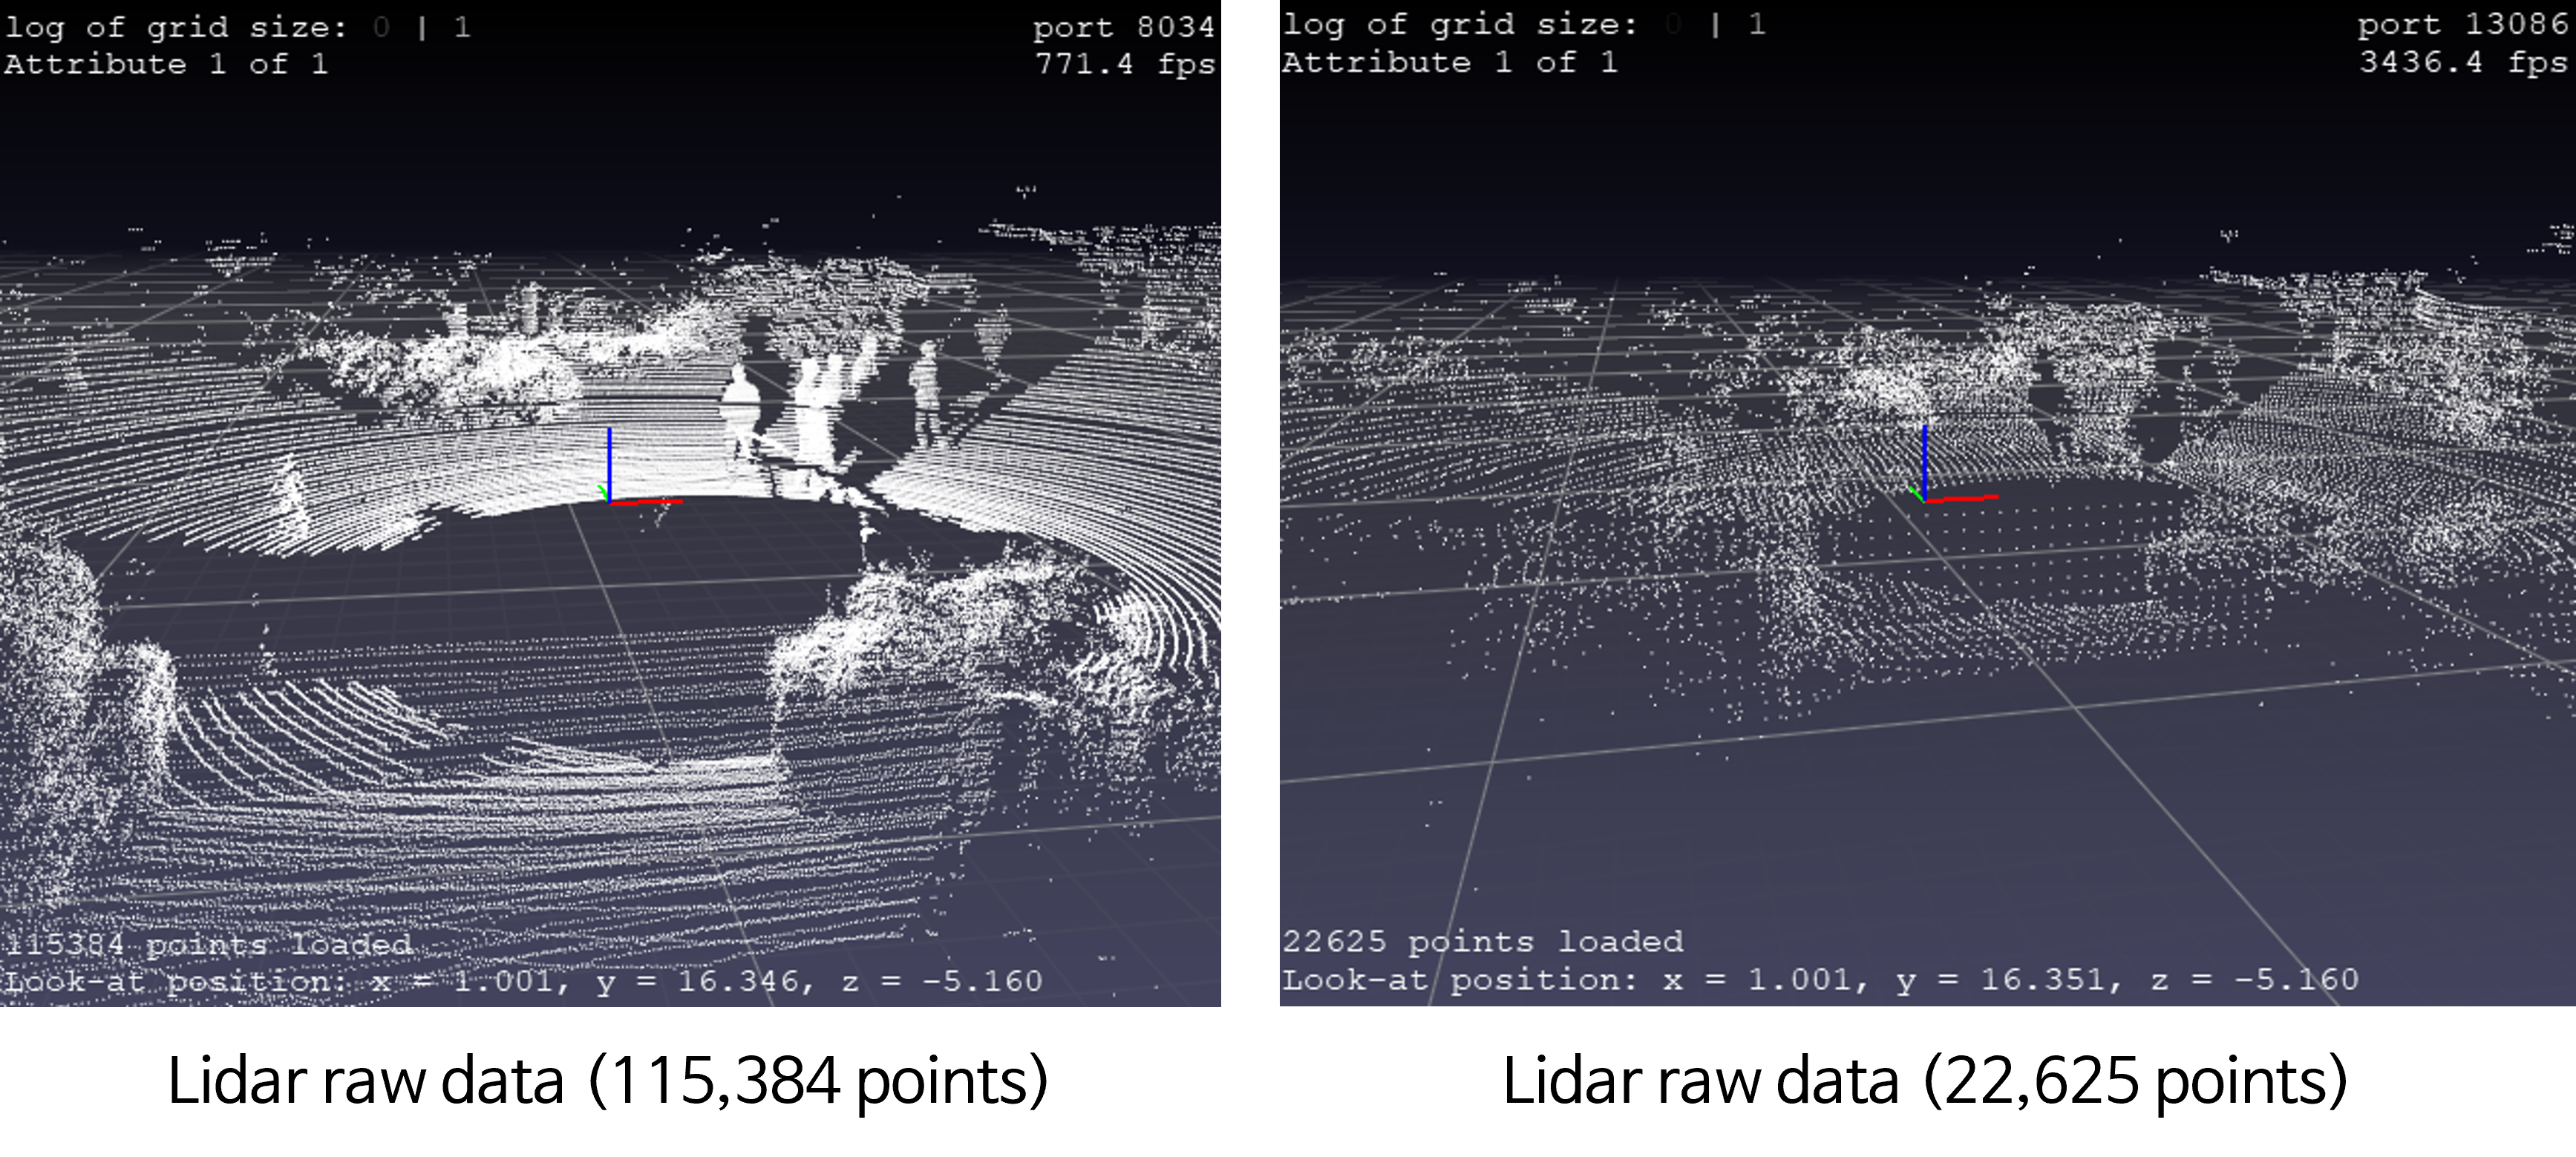 log of grid size: 0 | 1
port 8034
Attribute 1 of 1
771.4 fps
115384 points loaded
Look-at position: x = 1.001, y = 16.346, z = -5.160
Lidar raw data (115,384 points)
log of grid size: 0 | 1
port 13086
Attribute 1 of 1
3436.4 fps
22625 points loaded
Look-at position: x = 1.001, y = 16.351, z = -5.160
Lidar raw data (22,625 points)